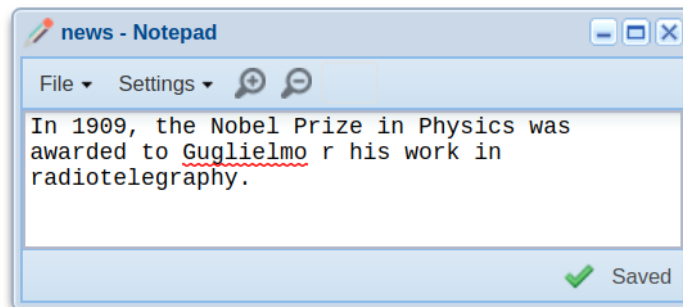 news - Notepad
File Settings
In 1909, the Nobel Prize in Physics was
awarded to Guglielmo r his work in
radiotelegraphy.
Saved